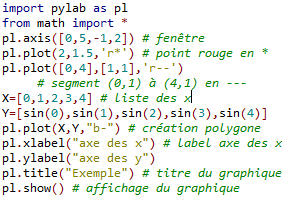 import pylab as pl
from math import *
pl.axis([0,5,-1,2]) # fenêtre
pl.plot(2,1.5,'r*') # point rouge en *
pl.plot([0,4],[1,1],'r--')
# segment (0,1) à (4,1) en ---
X=[0,1,2,3,4] # liste des x
Y=[sin(0),sin(1),sin(2),sin(3),sin(4)]
pl.plot(X,Y,"b-") # création polygone
pl.xlabel("axe des x") # label axe des x
pl.ylabel("axe des y")
pl.title("Exemple") # titre du graphique
pl.show() # affichage du graphique